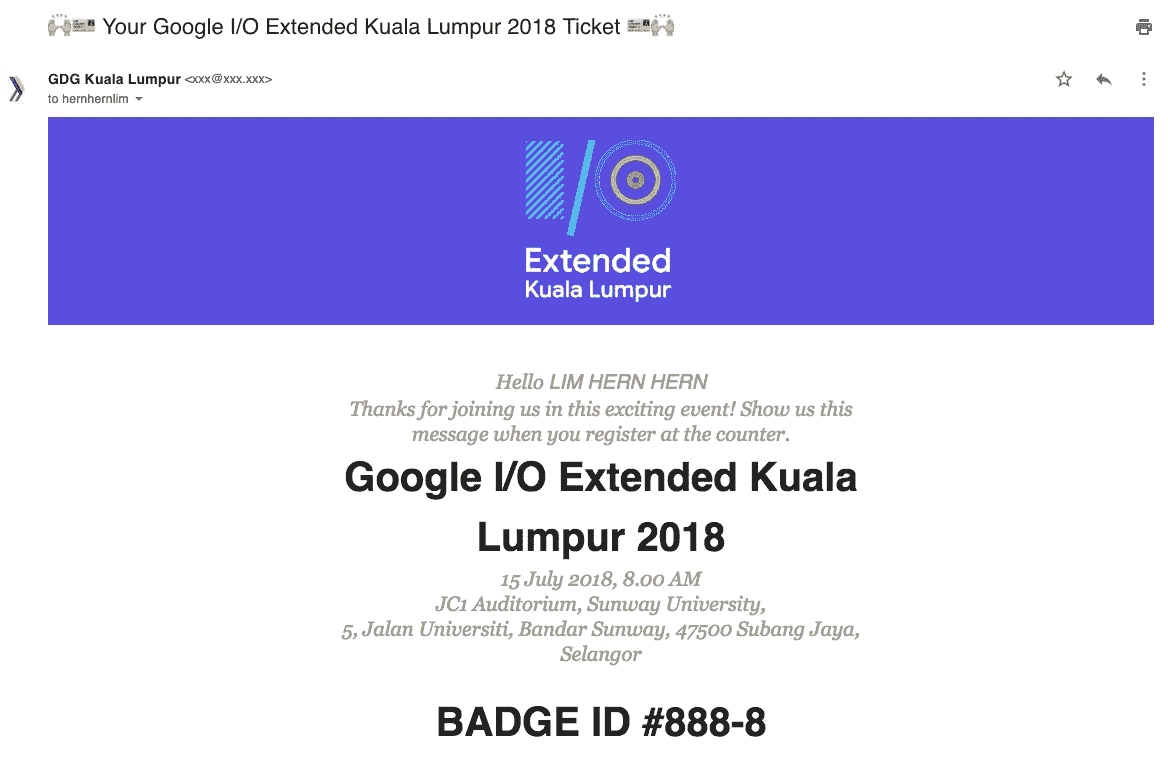 🙌🎫 Your Google I/O Extended Kuala Lumpur 2018 Ticket 🎫🙌
GDG Kuala Lumpur <xxx@xxx.xxx>
to hernhernlim
I/O
Extended
Kuala Lumpur
Hello LIM HERN HERN
Thanks for joining us in this exciting event! Show us this
message when you register at the counter.
Google I/O Extended Kuala
Lumpur 2018
15 July 2018, 8.00 AM
JC1 Auditorium, Sunway University,
5, Jalan Universiti, Bandar Sunway, 47500 Subang Jaya,
Selangor
BADGE ID #888-8